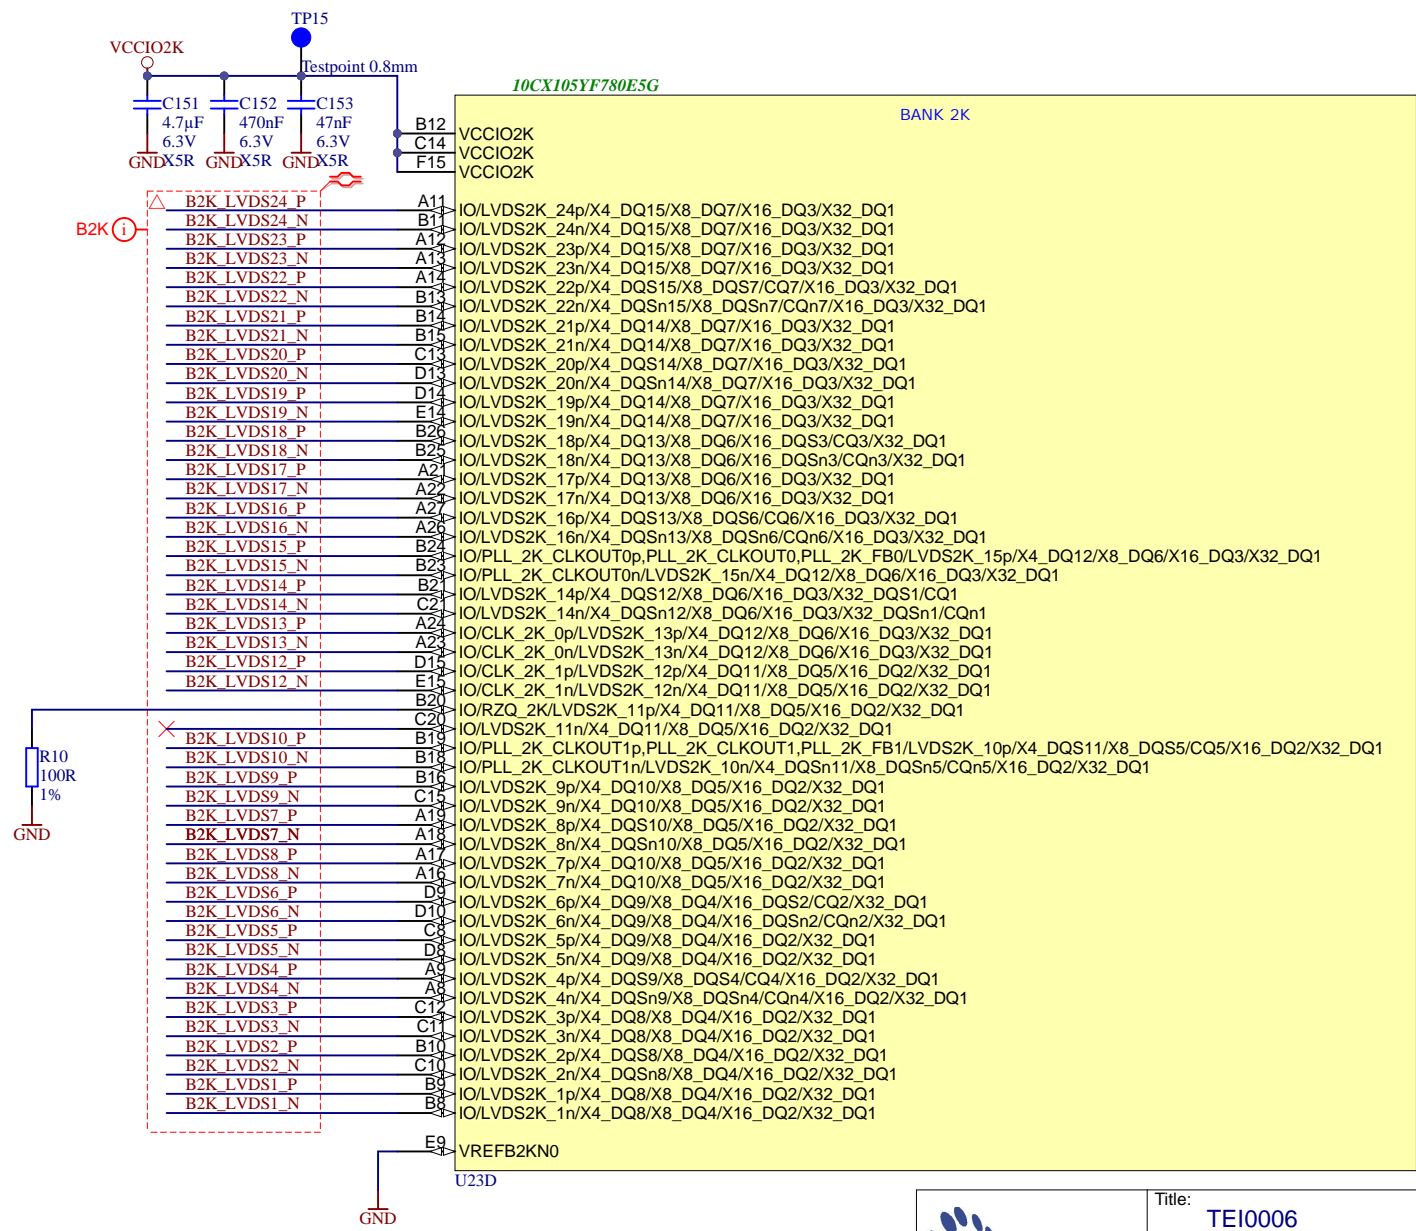 TP15
VCCIO2K
Testpoint 0.8mm
C151
4.7µF
6.3V
X5R
GND
C152
470nF
6.3V
X5R
GND
C153
47nF
6.3V
X5R
GND
10CX105YF780E5G
BANK 2K
B12 VCCIO2K
C14 VCCIO2K
F15 VCCIO2K
B2K i
B2K_LVDS24_P A11 IO/LVDS2K_24p/X4_DQ15/X8_DQ7/X16_DQ3/X32_DQ1
B2K_LVDS24_N B11 IO/LVDS2K_24n/X4_DQ15/X8_DQ7/X16_DQ3/X32_DQ1
B2K_LVDS23_P A12 IO/LVDS2K_23p/X4_DQ15/X8_DQ7/X16_DQ3/X32_DQ1
B2K_LVDS23_N A13 IO/LVDS2K_23n/X4_DQ15/X8_DQ7/X16_DQ3/X32_DQ1
B2K_LVDS22_P A14 IO/LVDS2K_22p/X4_DQS15/X8_DQS7/CQ7/X16_DQ3/X32_DQ1
B2K_LVDS22_N B13 IO/LVDS2K_22n/X4_DQSn15/X8_DQSn7/CQn7/X16_DQ3/X32_DQ1
B2K_LVDS21_P B14 IO/LVDS2K_21p/X4_DQ14/X8_DQ7/X16_DQ3/X32_DQ1
B2K_LVDS21_N B15 IO/LVDS2K_21n/X4_DQ14/X8_DQ7/X16_DQ3/X32_DQ1
B2K_LVDS20_P C13 IO/LVDS2K_20p/X4_DQS14/X8_DQ7/X16_DQ3/X32_DQ1
B2K_LVDS20_N D13 IO/LVDS2K_20n/X4_DQSn14/X8_DQ7/X16_DQ3/X32_DQ1
B2K_LVDS19_P D14 IO/LVDS2K_19p/X4_DQ14/X8_DQ7/X16_DQ3/X32_DQ1
B2K_LVDS19_N E14 IO/LVDS2K_19n/X4_DQ14/X8_DQ7/X16_DQ3/X32_DQ1
B2K_LVDS18_P B26 IO/LVDS2K_18p/X4_DQ13/X8_DQ6/X16_DQS3/CQ3/X32_DQ1
B2K_LVDS18_N B25 IO/LVDS2K_18n/X4_DQ13/X8_DQ6/X16_DQSn3/CQn3/X32_DQ1
B2K_LVDS17_P A21 IO/LVDS2K_17p/X4_DQ13/X8_DQ6/X16_DQ3/X32_DQ1
B2K_LVDS17_N A22 IO/LVDS2K_17n/X4_DQ13/X8_DQ6/X16_DQ3/X32_DQ1
B2K_LVDS16_P A27 IO/LVDS2K_16p/X4_DQS13/X8_DQS6/CQ6/X16_DQ3/X32_DQ1
B2K_LVDS16_N A26 IO/LVDS2K_16n/X4_DQSn13/X8_DQSn6/CQn6/X16_DQ3/X32_DQ1
B2K_LVDS15_P B24 IO/PLL_2K_CLKOUT0p,PLL_2K_CLKOUT0,PLL_2K_FB0/LVDS2K_15p/X4_DQ12/X8_DQ6/X16_DQ3/X32_DQ1
B2K_LVDS15_N B23 IO/PLL_2K_CLKOUT0n/LVDS2K_15n/X4_DQ12/X8_DQ6/X16_DQ3/X32_DQ1
B2K_LVDS14_P B21 IO/LVDS2K_14p/X4_DQS12/X8_DQ6/X16_DQ3/X32_DQS1/CQ1
B2K_LVDS14_N C21 IO/LVDS2K_14n/X4_DQSn12/X8_DQ6/X16_DQ3/X32_DQSn1/CQn1
B2K_LVDS13_P A24 IO/CLK_2K_0p/LVDS2K_13p/X4_DQ12/X8_DQ6/X16_DQ3/X32_DQ1
B2K_LVDS13_N A23 IO/CLK_2K_0n/LVDS2K_13n/X4_DQ12/X8_DQ6/X16_DQ3/X32_DQ1
B2K_LVDS12_P D15 IO/CLK_2K_1p/LVDS2K_12p/X4_DQ11/X8_DQ5/X16_DQ2/X32_DQ1
B2K_LVDS12_N E15 IO/CLK_2K_1n/LVDS2K_12n/X4_DQ11/X8_DQ5/X16_DQ2/X32_DQ1
B20 IO/RZQ_2K/LVDS2K_11p/X4_DQ11/X8_DQ5/X16_DQ2/X32_DQ1
C20 IO/LVDS2K_11n/X4_DQ11/X8_DQ5/X16_DQ2/X32_DQ1
B2K_LVDS10_P B19 IO/PLL_2K_CLKOUT1p,PLL_2K_CLKOUT1,PLL_2K_FB1/LVDS2K_10p/X4_DQS11/X8_DQS5/CQ5/X16_DQ2/X32_DQ1
B2K_LVDS10_N B18 IO/PLL_2K_CLKOUT1n/LVDS2K_10n/X4_DQSn11/X8_DQSn5/CQn5/X16_DQ2/X32_DQ1
B2K_LVDS9_P B16 IO/LVDS2K_9p/X4_DQ10/X8_DQ5/X16_DQ2/X32_DQ1
B2K_LVDS9_N C15 IO/LVDS2K_9n/X4_DQ10/X8_DQ5/X16_DQ2/X32_DQ1
B2K_LVDS7_P A19 IO/LVDS2K_8p/X4_DQS10/X8_DQ5/X16_DQ2/X32_DQ1
B2K_LVDS7_N A18 IO/LVDS2K_8n/X4_DQSn10/X8_DQ5/X16_DQ2/X32_DQ1
B2K_LVDS8_P A17 IO/LVDS2K_7p/X4_DQ10/X8_DQ5/X16_DQ2/X32_DQ1
B2K_LVDS8_N A16 IO/LVDS2K_7n/X4_DQ10/X8_DQ5/X16_DQ2/X32_DQ1
B2K_LVDS6_P D9 IO/LVDS2K_6p/X4_DQ9/X8_DQ4/X16_DQS2/CQ2/X32_DQ1
B2K_LVDS6_N D10 IO/LVDS2K_6n/X4_DQ9/X8_DQ4/X16_DQSn2/CQn2/X32_DQ1
B2K_LVDS5_P C8 IO/LVDS2K_5p/X4_DQ9/X8_DQ4/X16_DQ2/X32_DQ1
B2K_LVDS5_N D8 IO/LVDS2K_5n/X4_DQ9/X8_DQ4/X16_DQ2/X32_DQ1
B2K_LVDS4_P A9 IO/LVDS2K_4p/X4_DQS9/X8_DQS4/CQ4/X16_DQ2/X32_DQ1
B2K_LVDS4_N A8 IO/LVDS2K_4n/X4_DQSn9/X8_DQSn4/CQn4/X16_DQ2/X32_DQ1
B2K_LVDS3_P C12 IO/LVDS2K_3p/X4_DQ8/X8_DQ4/X16_DQ2/X32_DQ1
B2K_LVDS3_N C11 IO/LVDS2K_3n/X4_DQ8/X8_DQ4/X16_DQ2/X32_DQ1
B2K_LVDS2_P B10 IO/LVDS2K_2p/X4_DQS8/X8_DQ4/X16_DQ2/X32_DQ1
B2K_LVDS2_N C10 IO/LVDS2K_2n/X4_DQSn8/X8_DQ4/X16_DQ2/X32_DQ1
B2K_LVDS1_P B9 IO/LVDS2K_1p/X4_DQ8/X8_DQ4/X16_DQ2/X32_DQ1
B2K_LVDS1_N B8 IO/LVDS2K_1n/X4_DQ8/X8_DQ4/X16_DQ2/X32_DQ1
R10
100R
1%
GND
E9 VREFB2KN0
U23D
GND
Title:
TEI0006